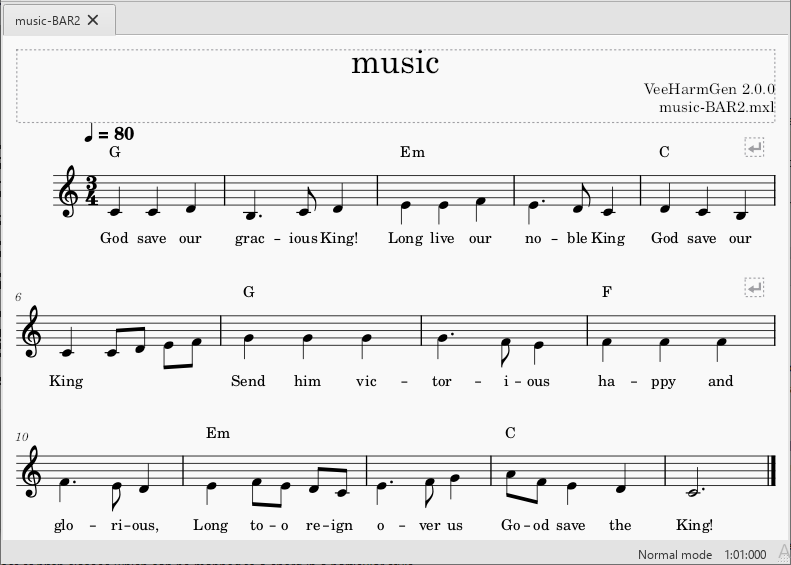 music-BAR2
music
VeeHarmGen 2.0.0
music-BAR2.mxl
= 80
G Em C
3
4
God save our grac – ious King! Long live our no – ble King God save our
6
G F
King Send him vic – tor – i – ous ha – ppy and
10
Em C
glo – ri – ous, Long to – o re – ign o – ver us Go – od save the King!
Normal mode 1:01:000